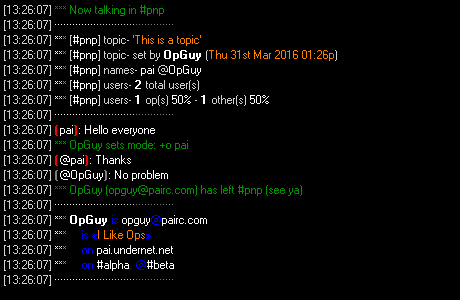 [13:26:07] *** Now talking in #pnp
[13:26:07] ········································
[13:26:07] *** [#pnp] topic- 'This is a topic'
[13:26:07] *** [#pnp] topic- set by OpGuy (Thu 31st Mar 2016 01:26p)
[13:26:07] *** [#pnp] names- pai @OpGuy
[13:26:07] *** [#pnp] users- 2 total user(s)
[13:26:07] *** [#pnp] users- 1 op(s) 50% - 1 other(s) 50%
[13:26:07] ········································
[13:26:07] (pai): Hello everyone
[13:26:07] *** OpGuy sets mode: +o pai
[13:26:07] (@pai): Thanks
[13:26:07] (@OpGuy): No problem
[13:26:07] *** OpGuy (opguy@pairc.com) has left #pnp (see ya)
[13:26:07] ········································
[13:26:07] *** OpGuy is opguy@pairc.com
[13:26:07] *** is «I Like Ops»
[13:26:07] *** on pai.undernet.net
[13:26:07] *** on #alpha @#beta
[13:26:07] ········································